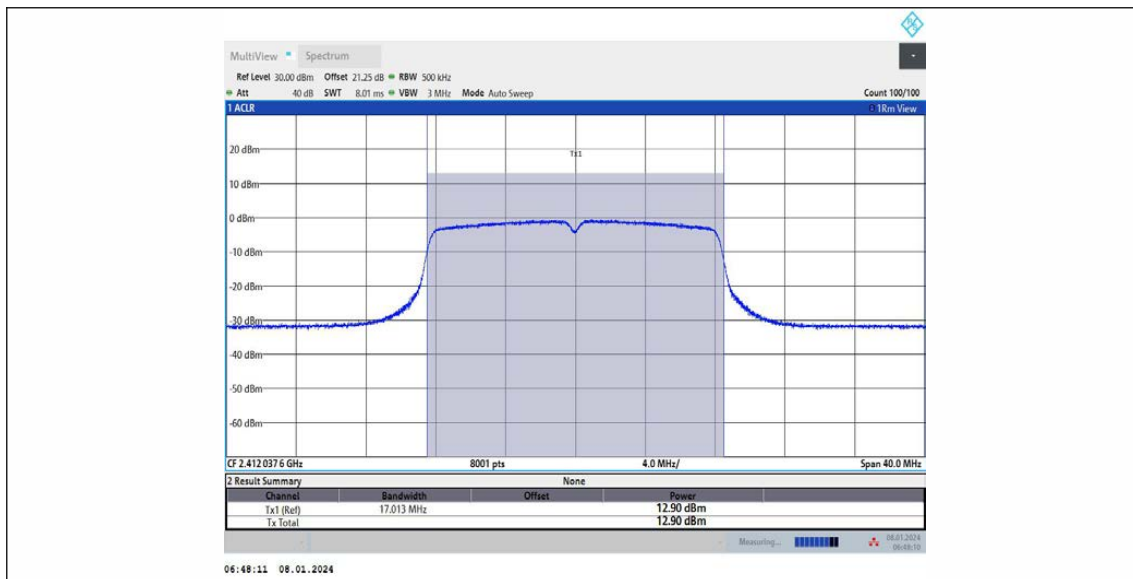 MultiView Spectrum
Ref Level 30.00 dBm Offset 21.25 dB RBW 500 kHz
Att 40 dB SWT 8.01 ms VBW 3 MHz Mode Auto Sweep Count 100/100
1 ACLR 1Rm View
20 dBm
Tx1
10 dBm
0 dBm
-10 dBm
-20 dBm
-30 dBm
-40 dBm
-50 dBm
-60 dBm
CF 2.412 037 6 GHz 8001 pts 4.0 MHz/ Span 40.0 MHz
2 Result Summary None
Channel Bandwidth Offset Power
Tx1 (Ref) 17.013 MHz 12.90 dBm
Tx Total 12.90 dBm
Measuring... 08.01.2024
06:48:10
06:48:11 08.01.2024